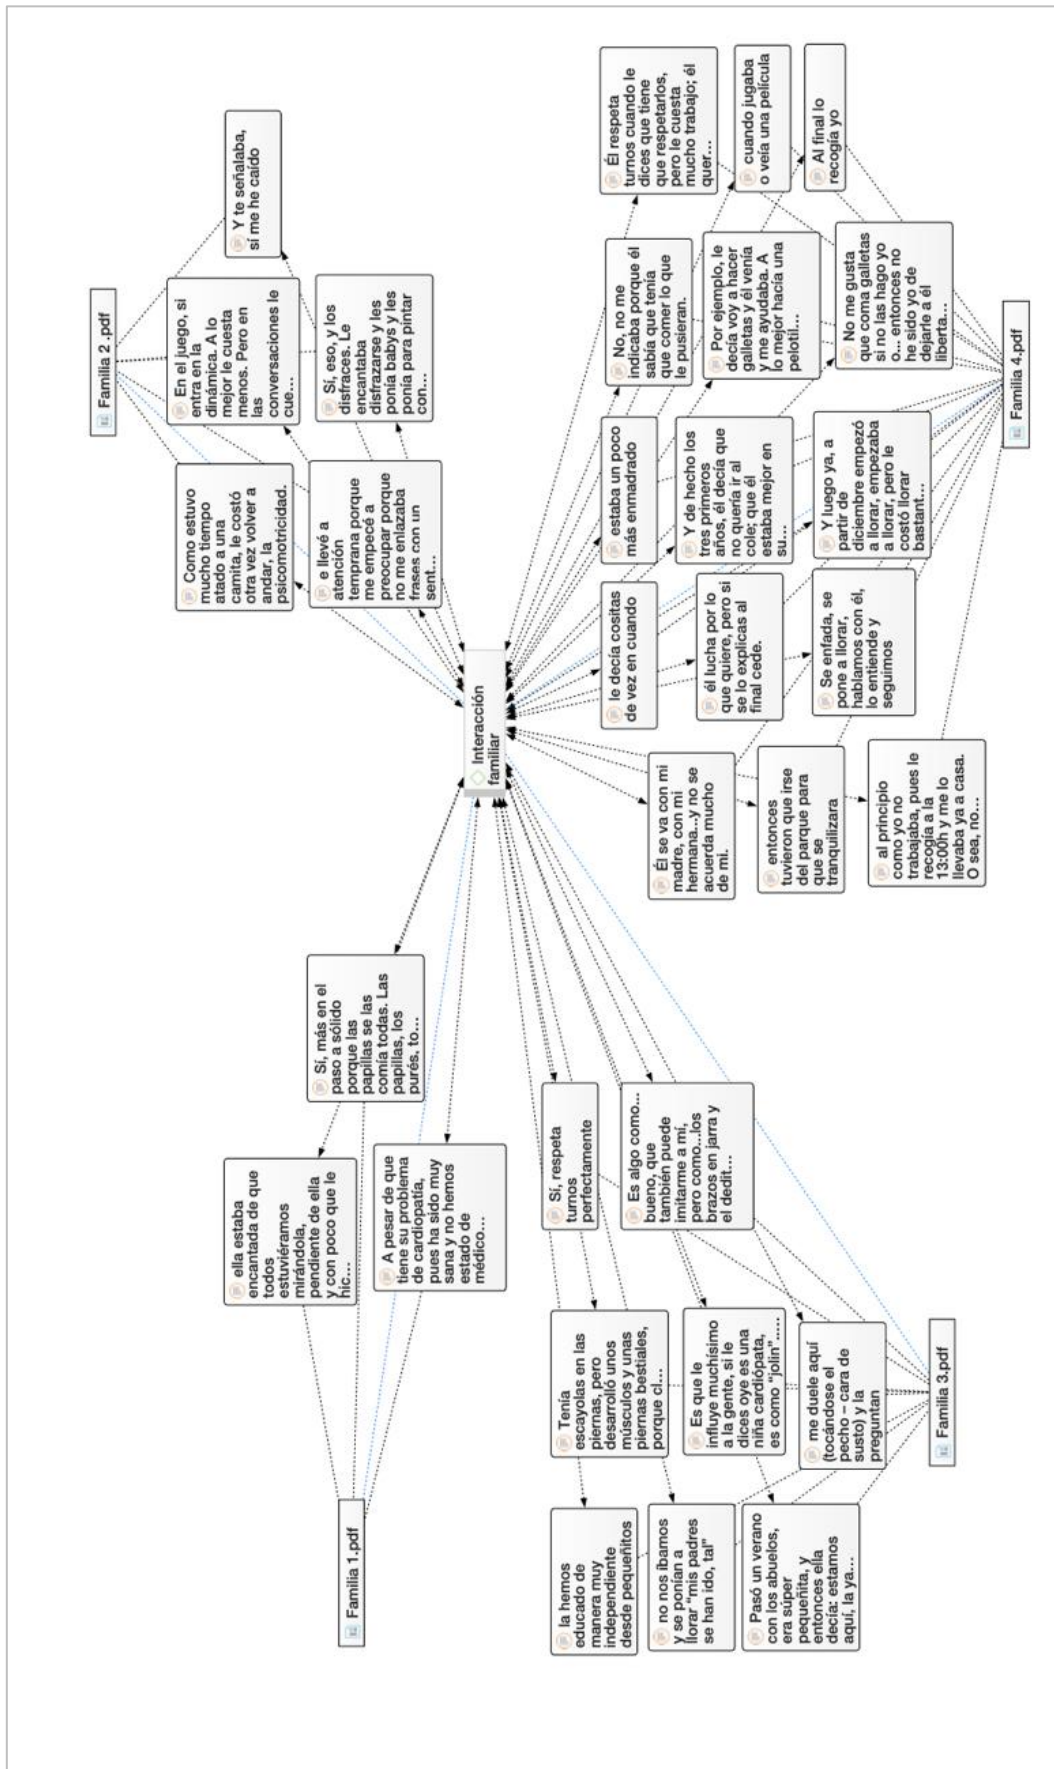 Familia 1.pdf
ella estaba
encantada de que
todos
estuviéramos
mirándola,
pendiente de ella
y con poco que le
hic...
Sí, más en el
paso a sólido
porque las
papillas se las
comía todas. Las
papillas, los
purés, to...
A pesar de que
tiene su problema
de cardiopatía,
pues ha sido muy
sana y no hemos
estado de
médico...
Familia 2 .pdf
Como estuvo
mucho tiempo
atado a una
camita, le costó
otra vez volver a
andar, la
psicomotricidad.
En el juego, si
entra en la
dinámica. A lo
mejor le cuesta
menos. Pero en
las
conversaciones le
cue...
Y te señalaba,
sí me he caído
e llevé a
atención
temprana porque
me empecé a
preocupar porque
no me enlazaba
frases con un
sent...
Sí, eso, y los
disfraces. Le
encantaba
disfrazarse y les
ponía babys y les
ponía para pintar
con...
Interacción
familiar
Sí, respeta
turnos
perfectamente
Tenía
escayolas en las
piernas, pero
desarrolló unos
músculos y unas
piernas bestiales,
porque cl...
la hemos
educado de
manera muy
independiente
desde pequeñitos
Es algo como...
bueno, que
también puede
imitarme a mí,
pero como...los
brazos en jarra y
el dedit...
Es que le
influye muchísimo
a la gente, si le
dices oye es una
niña cardiópata,
es como "jolin".....
no nos íbamos
y se ponían a
llorar "mis padres
se han ido, tal"
Pasó un verano
con los abuelos,
era súper
pequeñita, y
entonces ella
decía: estamos
aquí, la ya...
me duele aquí
(tocándose el
pecho – cara de
susto) y la
preguntan
Familia 3.pdf
Él se va con mi
madre, con mi
hermana...y no se
acuerda mucho
de mi.
entonces
tuvieron que irse
del parque para
que se
tranquilizara
al principio
como yo no
trabajaba, pues le
recogía a la
13:00h y me lo
llevaba ya a casa.
O sea, no...
le decía cositas
de vez en cuando
él lucha por lo
que quiere, pero si
se lo explicas al
final cede.
Se enfada, se
pone a llorar,
hablamos con él,
lo entiende y
seguimos
estaba un poco
más enmadrado
Y de hecho los
tres primeros
años, él decía que
no quería ir al
cole; que él
estaba mejor en
su...
Y luego ya, a
partir de
diciembre empezó
a llorar, empezaba
a llorar, pero le
costó llorar
bastant...
No, no me
indicaba porque él
sabía que tenía
que comer lo que
le pusieran.
Por ejemplo, le
decía voy a hacer
galletas y él venía
y me ayudaba. A
lo mejor hacía una
pelotil...
No me gusta
que coma galletas
si no las hago yo
o... entonces no
he sido yo de
dejarle a él
liberta...
Él respeta
turnos cuando le
dices que tiene
que respetarlos,
pero le cuesta
mucho trabajo; él
quer...
cuando jugaba
o veía una película
Al final lo
recogía yo
Familia 4.pdf